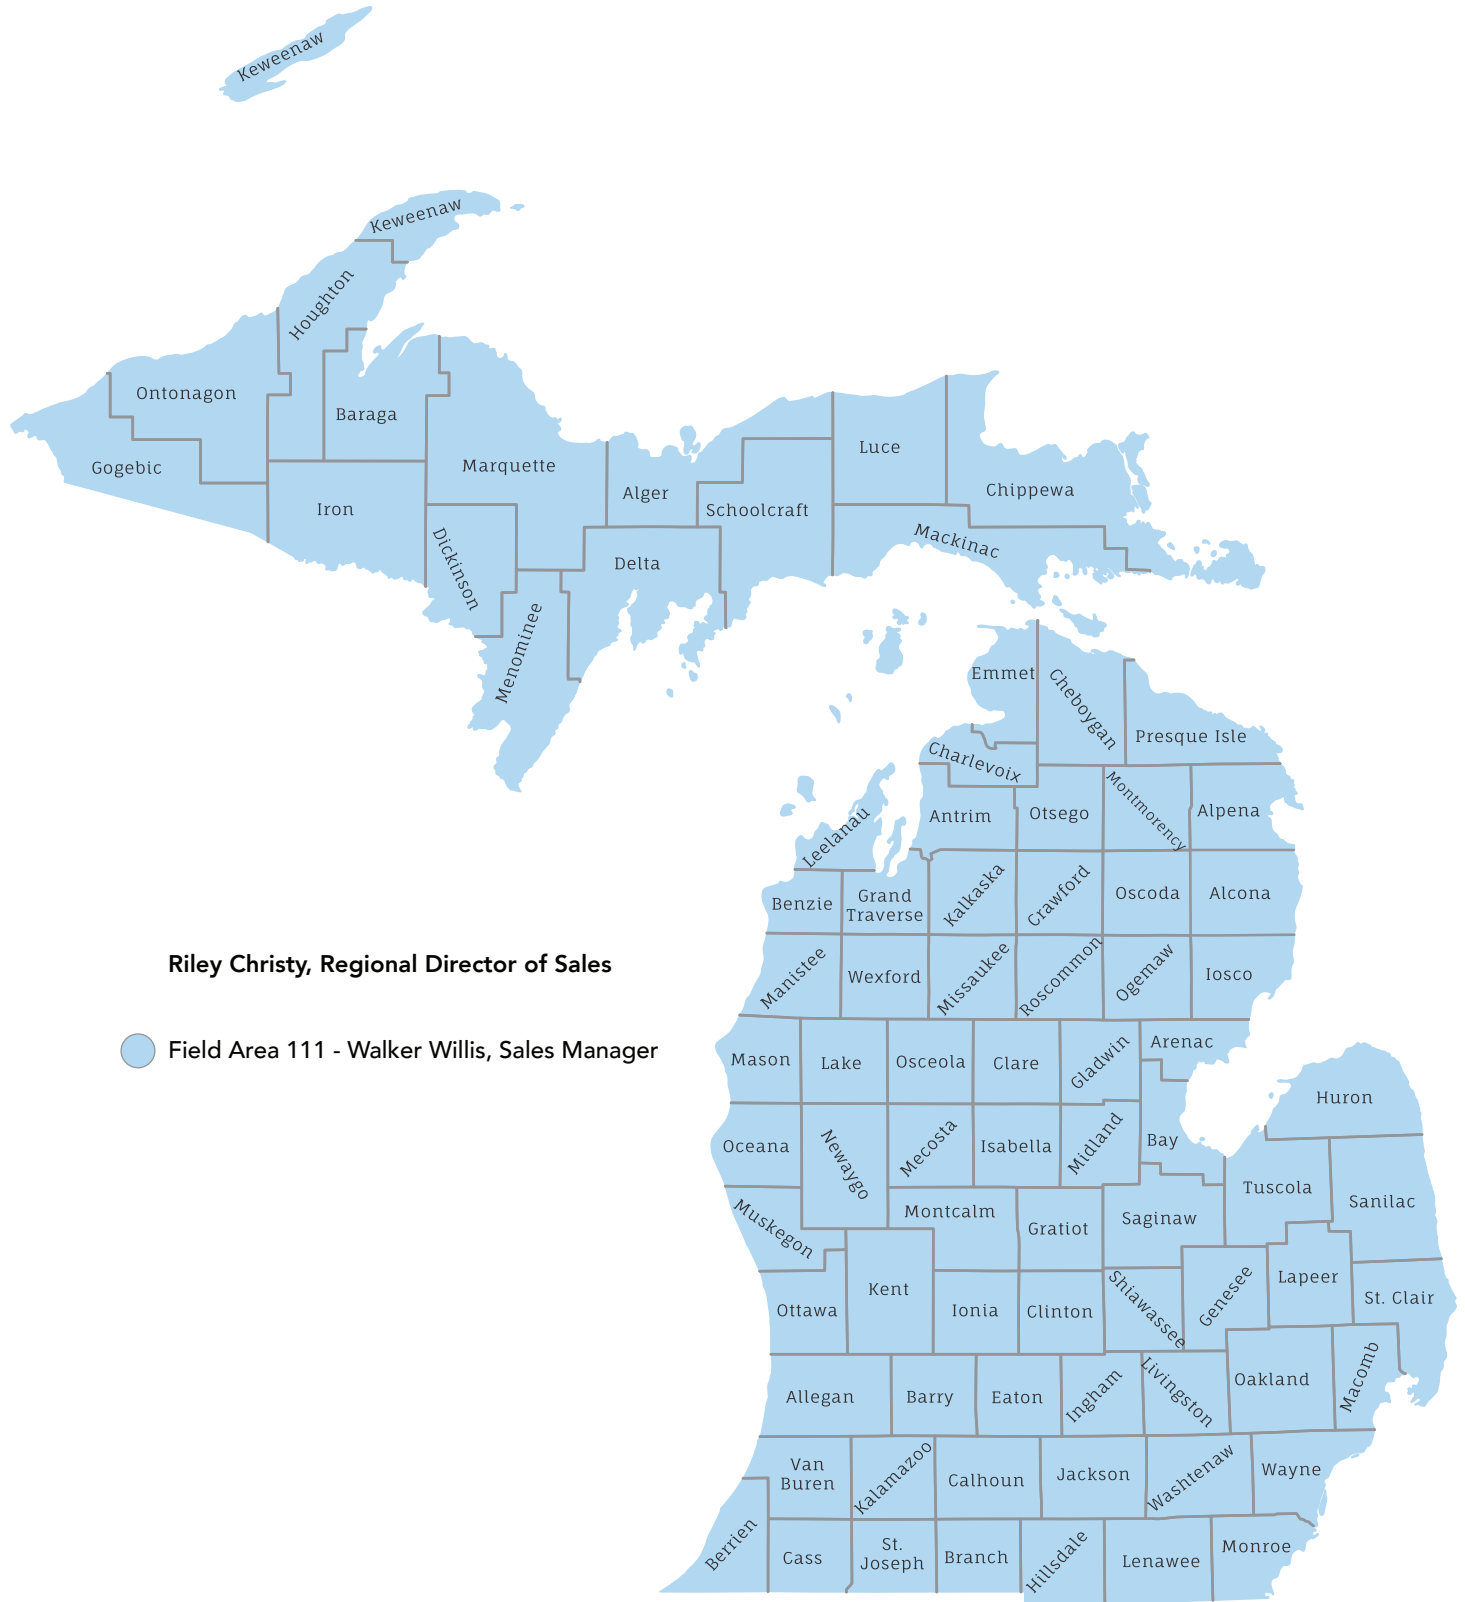 Keweenaw
Keweenaw
Houghton
Ontonagon
Baraga
Gogebic
Marquette
Luce
Iron
Alger
Schoolcraft
Chippewa
Dickinson
Mackinac
Delta
Menominee
Emmet
Cheboygan
Presque Isle
Charlevoix
Leelanau
Antrim
Otsego
Montmorency
Alpena
Benzie
Grand
Traverse
Kalkaska
Crawford
Oscoda
Alcona
Riley Christy, Regional Director of Sales
Manistee
Wexford
Missaukee
Roscommon
Ogemaw
Iosco
Field Area 111 - Walker Willis, Sales Manager
Mason
Lake
Osceola
Clare
Gladwin
Arenac
Huron
Oceana
Newaygo
Mecosta
Isabella
Midland
Bay
Tuscola
Sanilac
Muskegon
Montcalm
Gratiot
Saginaw
Ottawa
Kent
Ionia
Clinton
Shiawassee
Genesee
Lapeer
St. Clair
Allegan
Barry
Eaton
Ingham
Livingston
Oakland
Macomb
Van
Buren
Kalamazoo
Calhoun
Jackson
Washtenaw
Wayne
Berrien
Cass
St.
Joseph
Branch
Hillsdale
Lenawee
Monroe